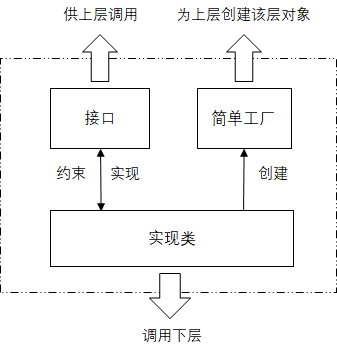 供上层调用
为上层创建该层对象
接口
简单工厂
约束
实现
创建
实现类
调用下层